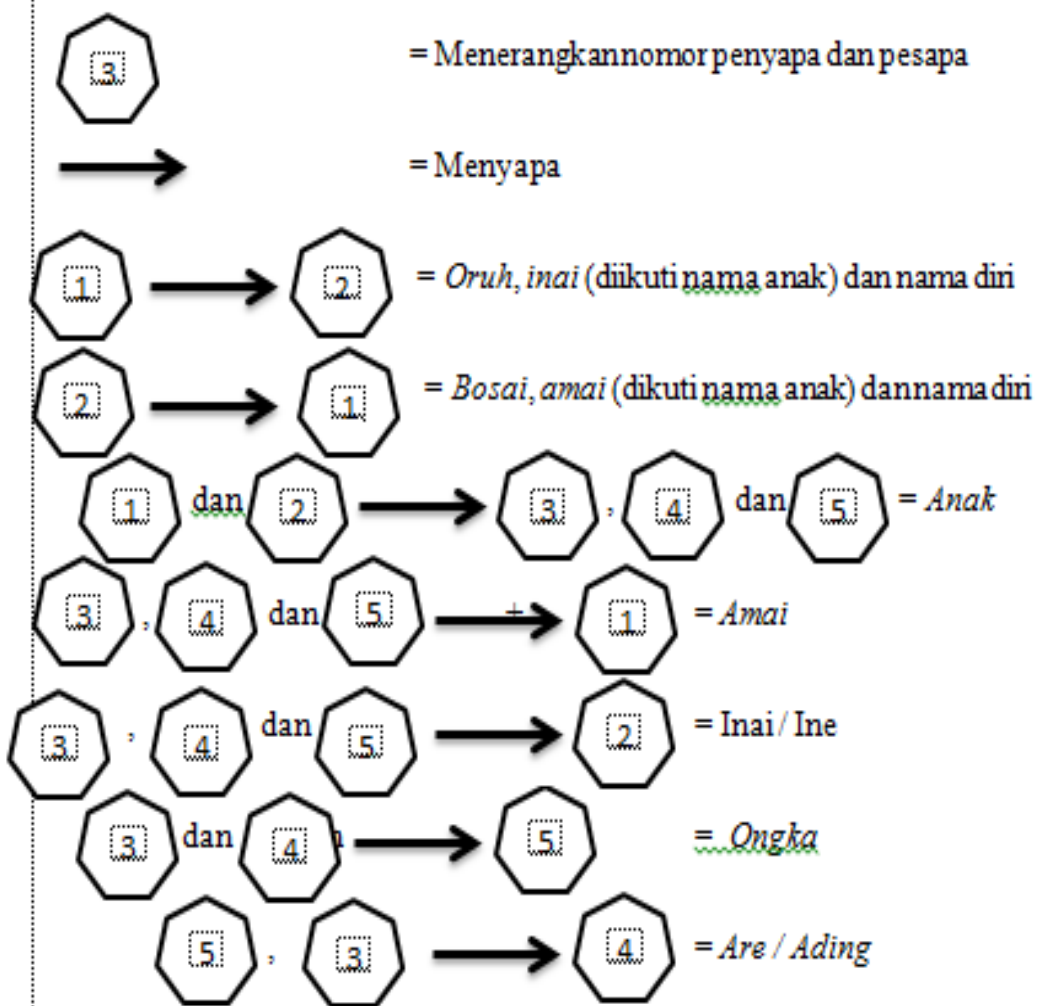 3 = Menerangkannomor penyapa dan pesapa
= Menyapa
1 2 = Oruh, inai (diikuti nama anak) dan nama diri
2 1 = Bosai, amai (dikuti nama anak) dannama diri
1 dan 2 3 , 4 dan 5 = Anak
3 , 4 dan 5 + 1 = Amai
3 , 4 dan 5 2 = Inai / Ine
3 dan 4 5 = Ongka
5 , 3 4 = Are / Ading